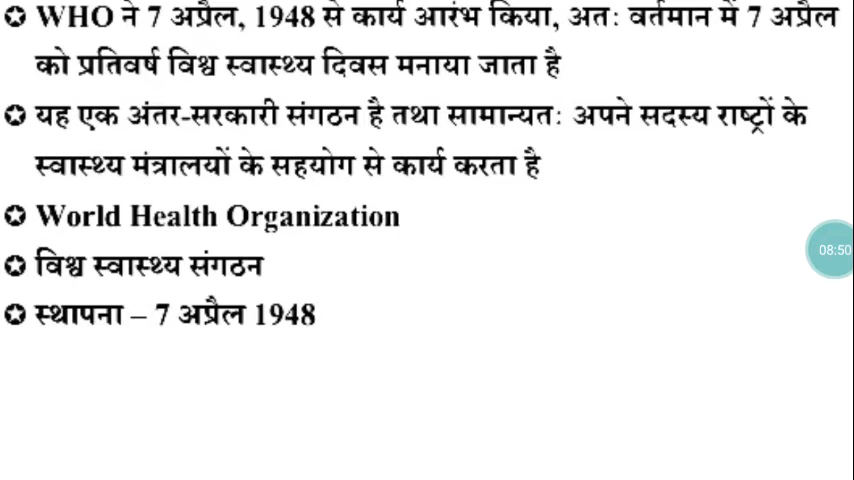 ✪ WHO ने 7 अप्रैल, 1948 से कार्य आरंभ किया, अतः वर्तमान में 7 अप्रैल
को प्रतिवर्ष विश्व स्वास्थ्य दिवस मनाया जाता है
✪ यह एक अंतर-सरकारी संगठन है तथा सामान्यतः अपने सदस्य राष्ट्रों के
स्वास्थ्य मंत्रालयों के सहयोग से कार्य करता है
✪ World Health Organization
✪ विश्व स्वास्थ्य संगठन
✪ स्थापना – 7 अप्रैल 1948
08:50